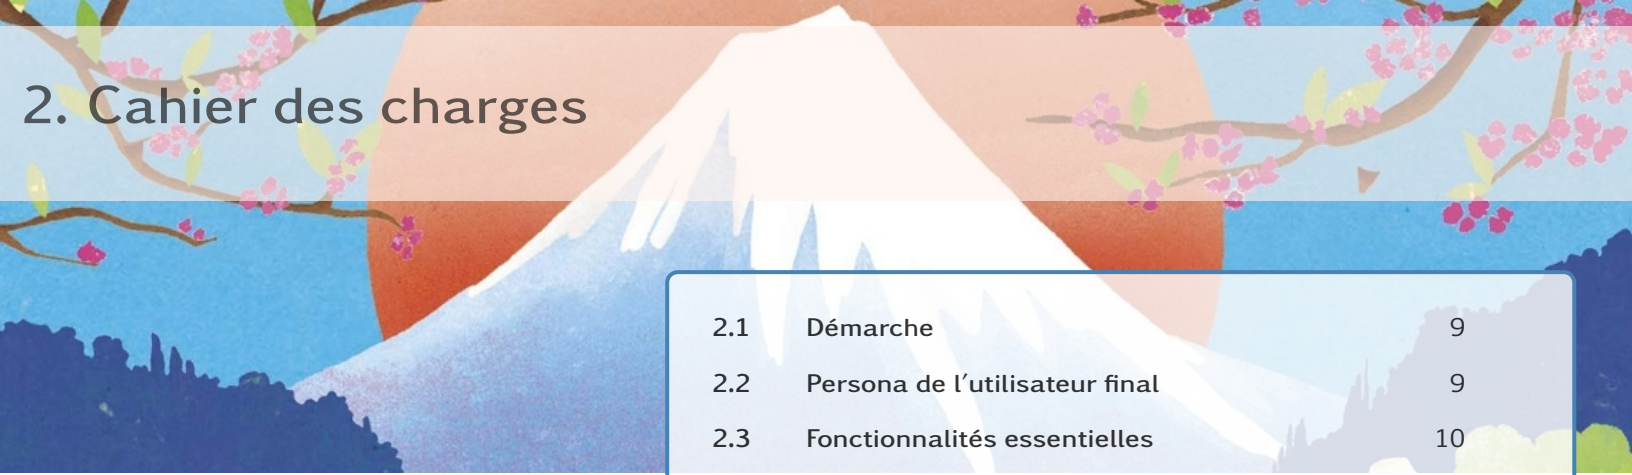 2. Cahier des charges
2.1 Démarche 9
2.2 Persona de l'utilisateur final 9
2.3 Fonctionnalités essentielles 10